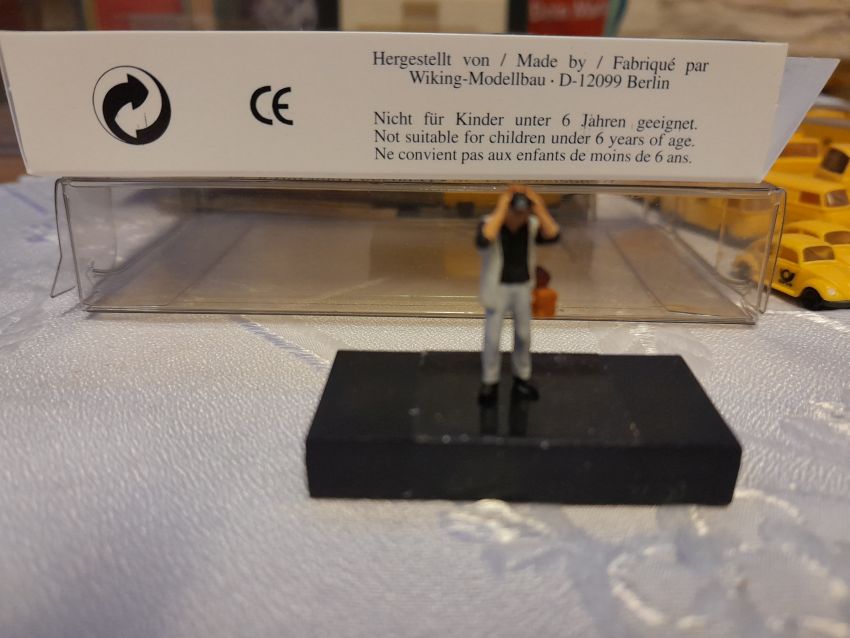 Hergestellt von / Made by / Fabriqué par
Wiking-Modellbau · D-12099 Berlin
CE
Nicht für Kinder unter 6 Jahren geeignet.
Not suitable for children under 6 years of age.
Ne convient pas aux enfants de moins de 6 ans.